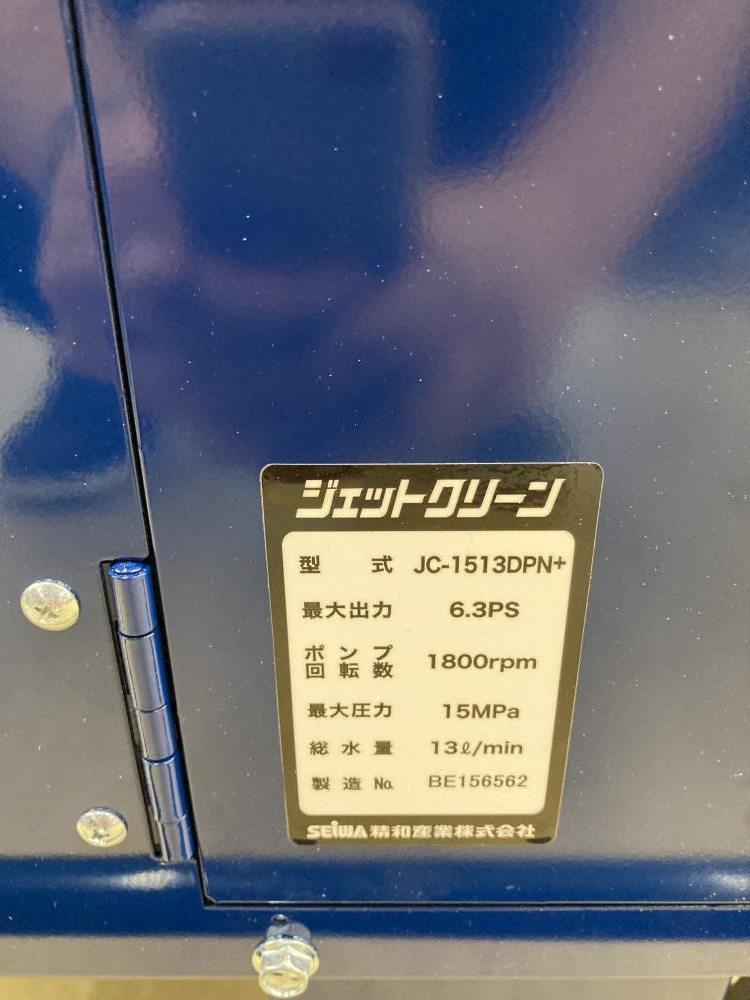 ジェットクリーン
型 式 JC-1513DPN+
最大出力 6.3PS
ポンプ回転数 1800rpm
最大圧力 15MPa
総水量 13ℓ/min
製造№ BE156562
SEiWA 精和産業株式会社